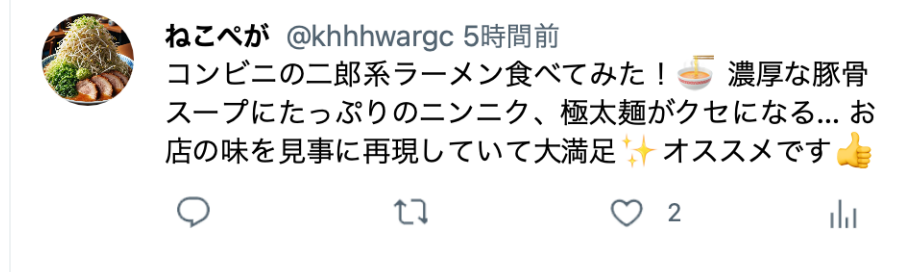 ねこぺが @khhhwargc 5時間前
コンビニの二郎系ラーメン食べてみた！🍜 濃厚な豚骨
スープにたっぷりのニンニク、極太麺がクセになる... お
店の味を見事に再現していて大満足✨ オススメです👍
2